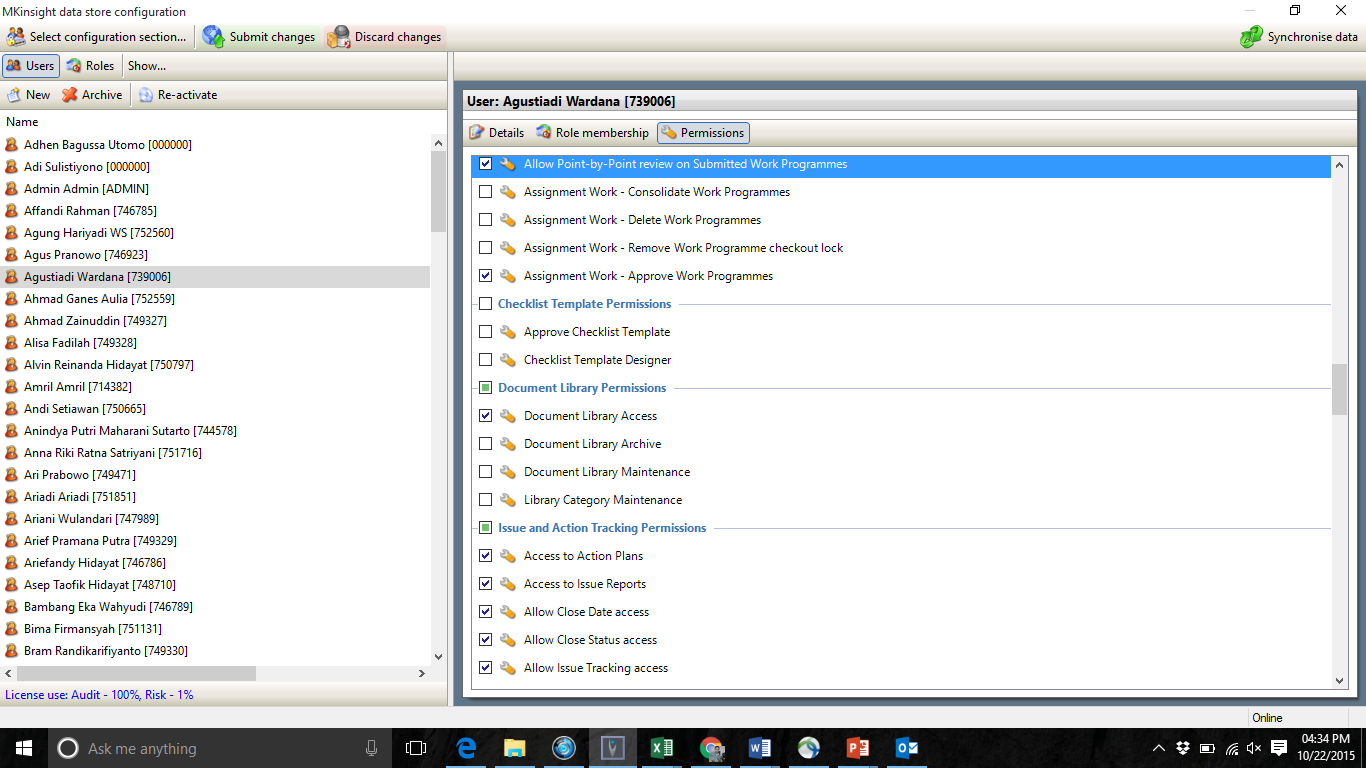 MKinsight data store configuration
Select configuration section... Submit changes Discard changes Synchronise data
Users Roles Show...
New Archive Re-activate
Name
Adhen Bagussa Utomo [000000]
Adi Sulistiyono [000000]
Admin Admin [ADMIN]
Affandi Rahman [746785]
Agung Hariyadi WS [752560]
Agus Pranowo [746923]
Agustiadi Wardana [739006]
Ahmad Ganes Aulia [752559]
Ahmad Zainuddin [749327]
Alisa Fadilah [749328]
Alvin Reinanda Hidayat [750797]
Amril Amril [714382]
Andi Setiawan [750665]
Anindya Putri Maharani Sutarto [744578]
Anna Riki Ratna Satriyani [751716]
Ari Prabowo [749471]
Ariadi Ariadi [751851]
Ariani Wulandari [747989]
Arief Pramana Putra [749329]
Ariefandy Hidayat [746786]
Asep Taofik Hidayat [748710]
Bambang Eka Wahyudi [746789]
Bima Firmansyah [751131]
Bram Randikarifiyanto [749330]
License use: Audit - 100%, Risk - 1%
User: Agustiadi Wardana [739006]
Details Role membership Permissions
Allow Point-by-Point review on Submitted Work Programmes
Assignment Work - Consolidate Work Programmes
Assignment Work - Delete Work Programmes
Assignment Work - Remove Work Programme checkout lock
Assignment Work - Approve Work Programmes
Checklist Template Permissions
Approve Checklist Template
Checklist Template Designer
Document Library Permissions
Document Library Access
Document Library Archive
Document Library Maintenance
Library Category Maintenance
Issue and Action Tracking Permissions
Access to Action Plans
Access to Issue Reports
Allow Close Date access
Allow Close Status access
Allow Issue Tracking access
Online
Ask me anything
04:34 PM
10/22/2015